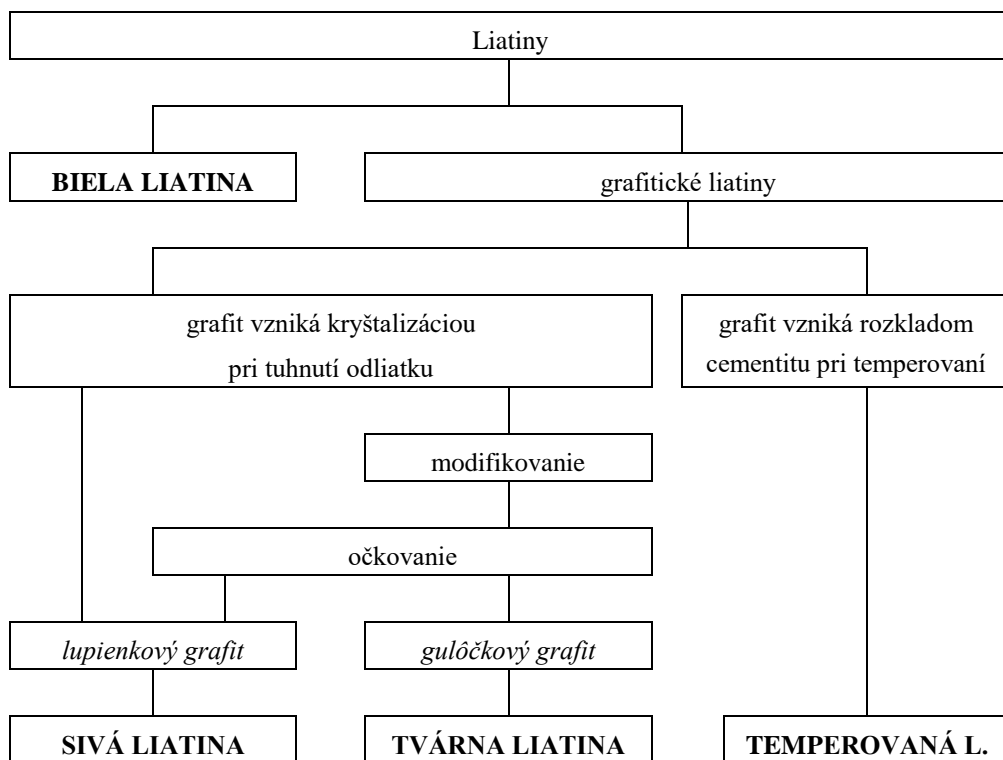 Liatiny
BIELA LIATINA
grafitické liatiny
grafit vzniká kryštalizáciou
pri tuhnutí odliatku
grafit vzniká rozkladom
cementitu pri temperovaní
modifikovanie
očkovanie
lupienkový grafit
gulôčkový grafit
SIVÁ LIATINA
TVÁRNA LIATINA
TEMPEROVANÁ L.